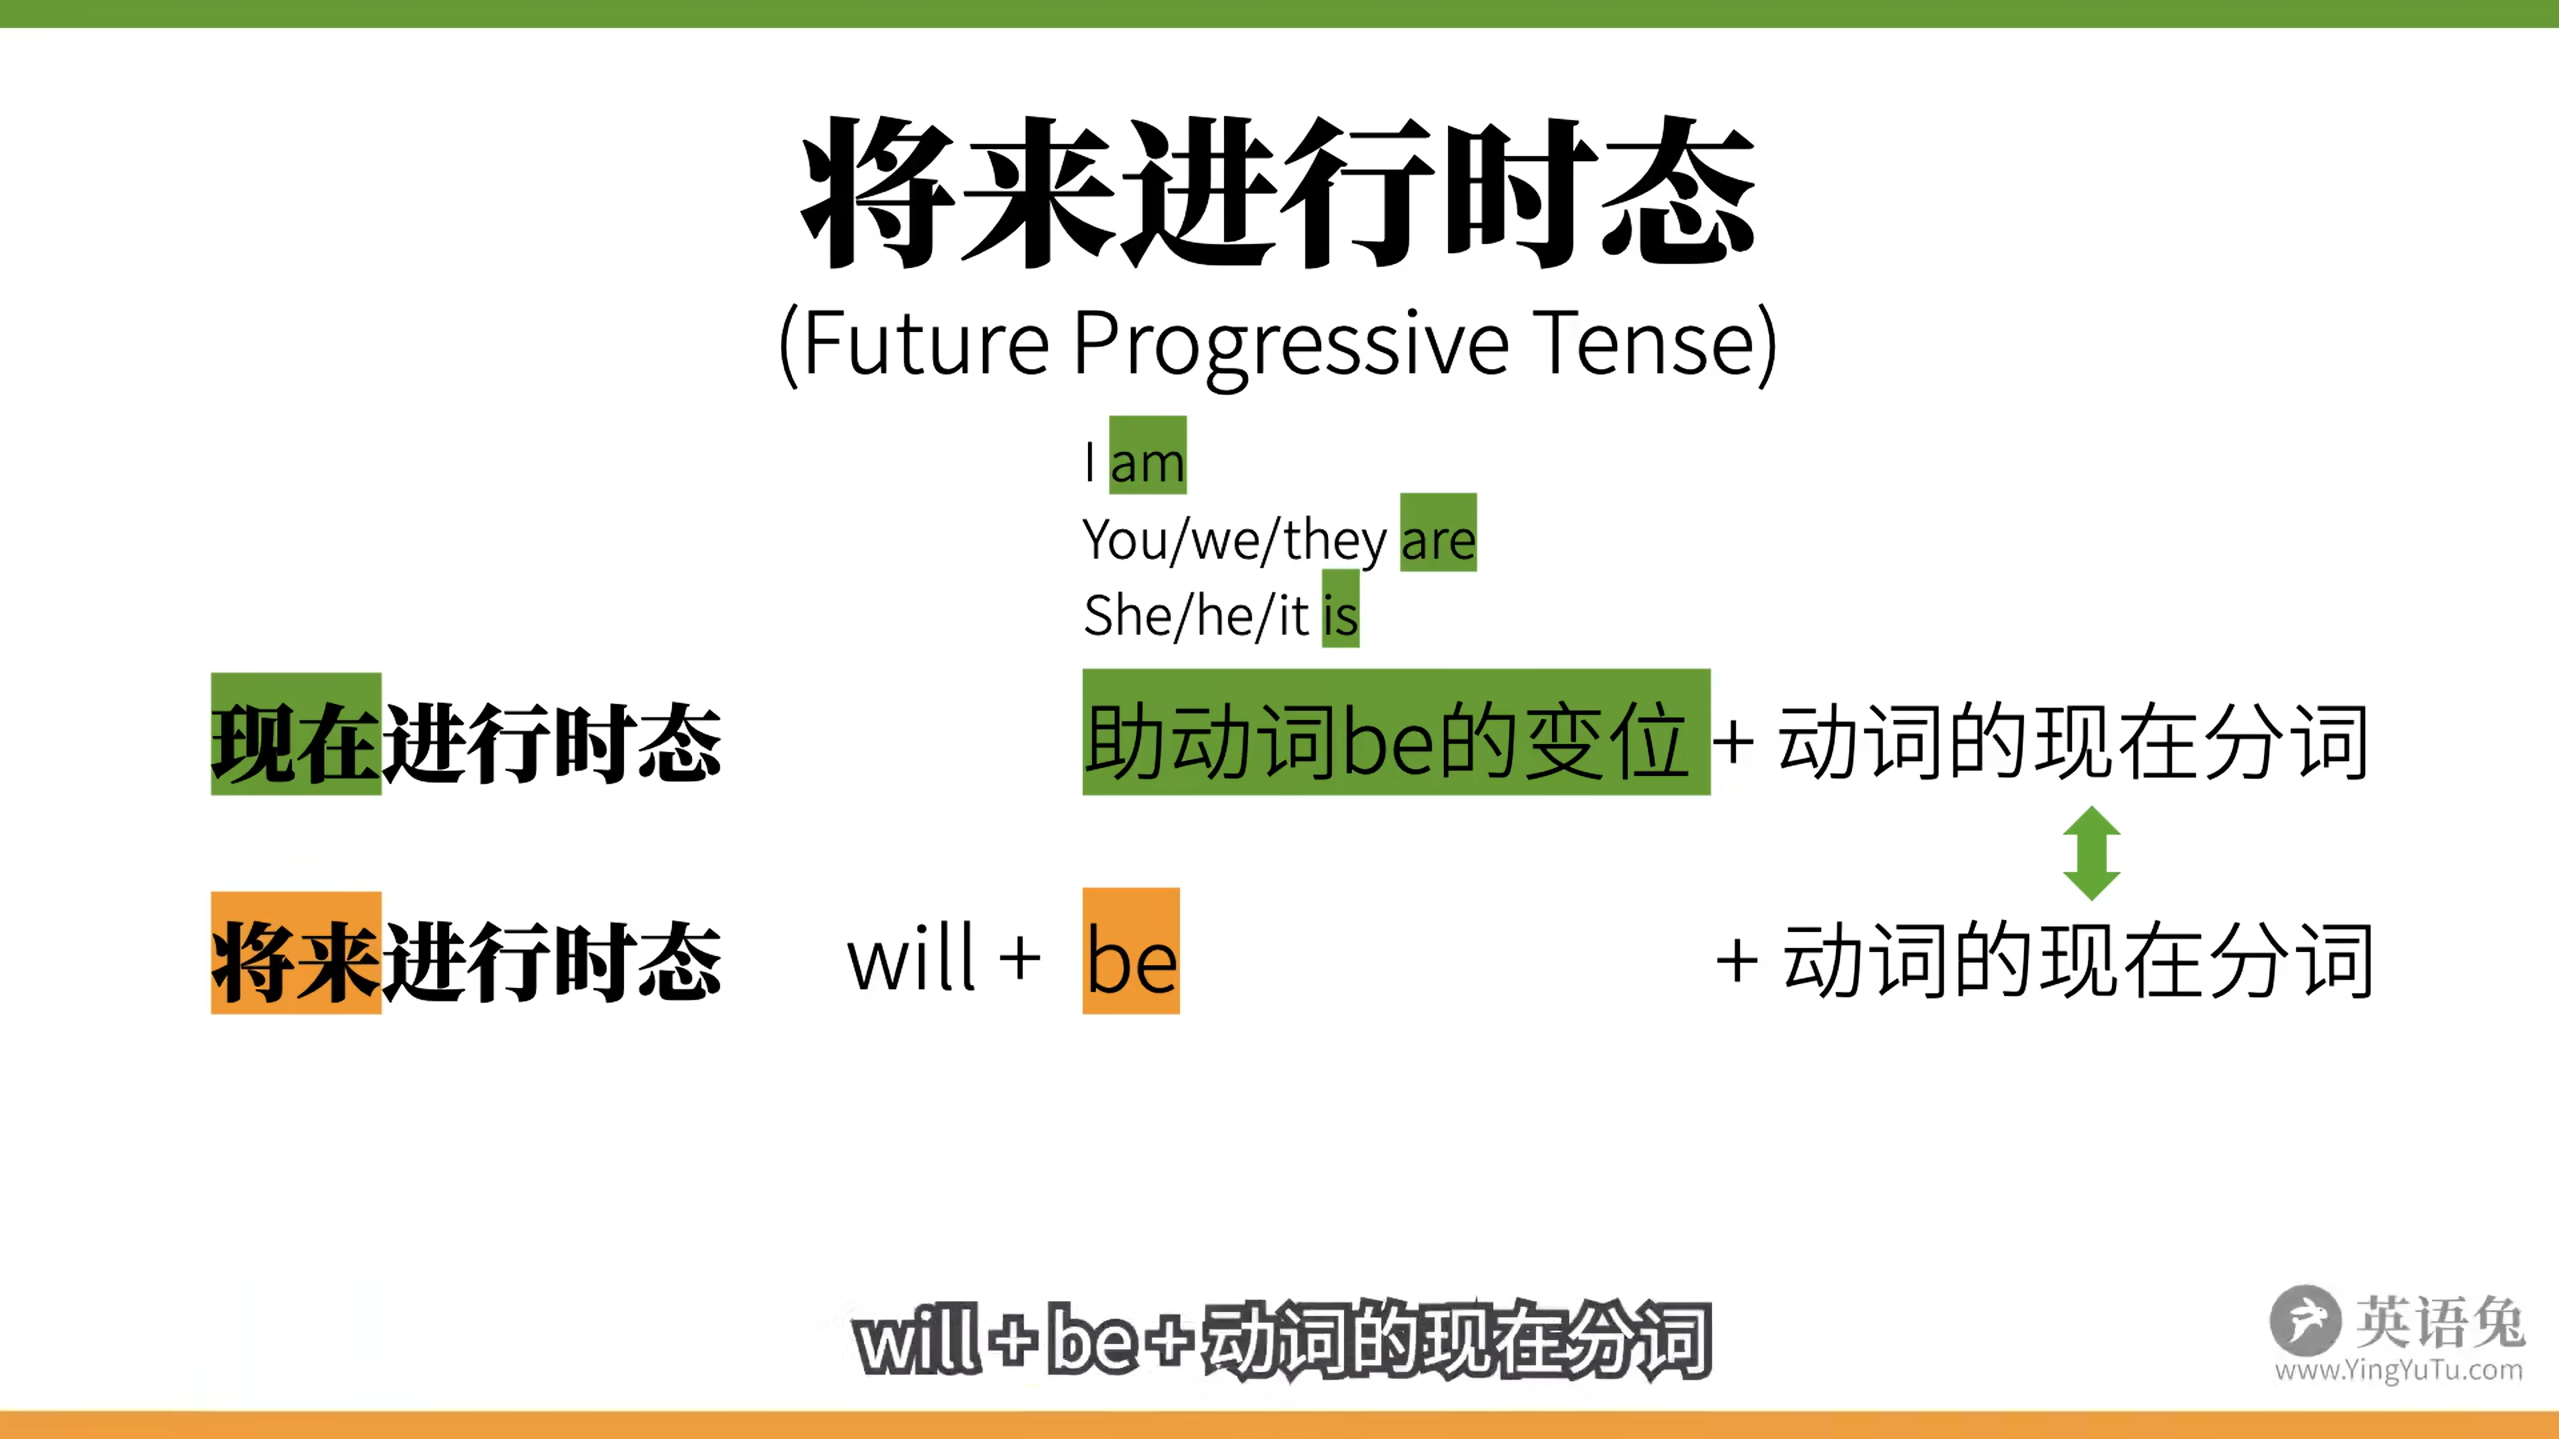 将来进行时态
(Future Progressive Tense)
I am
You/we/they are
She/he/it is
现在进行时态 助动词be的变位 + 动词的现在分词
将来进行时态 will + be + 动词的现在分词
will + be + 动词的现在分词
英语兔
www.YingYuTu.com